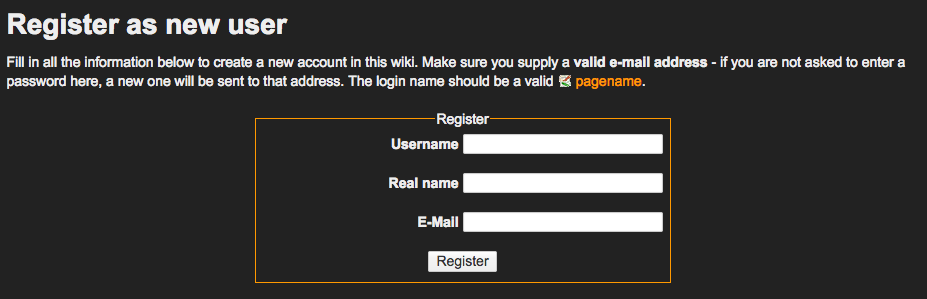 Register as new user
Fill in all the information below to create a new account in this wiki. Make sure you supply a valid e-mail address - if you are not asked to enter a
password here, a new one will be sent to that address. The login name should be a valid pagename.
Register
Username
Real name
E-Mail
Register